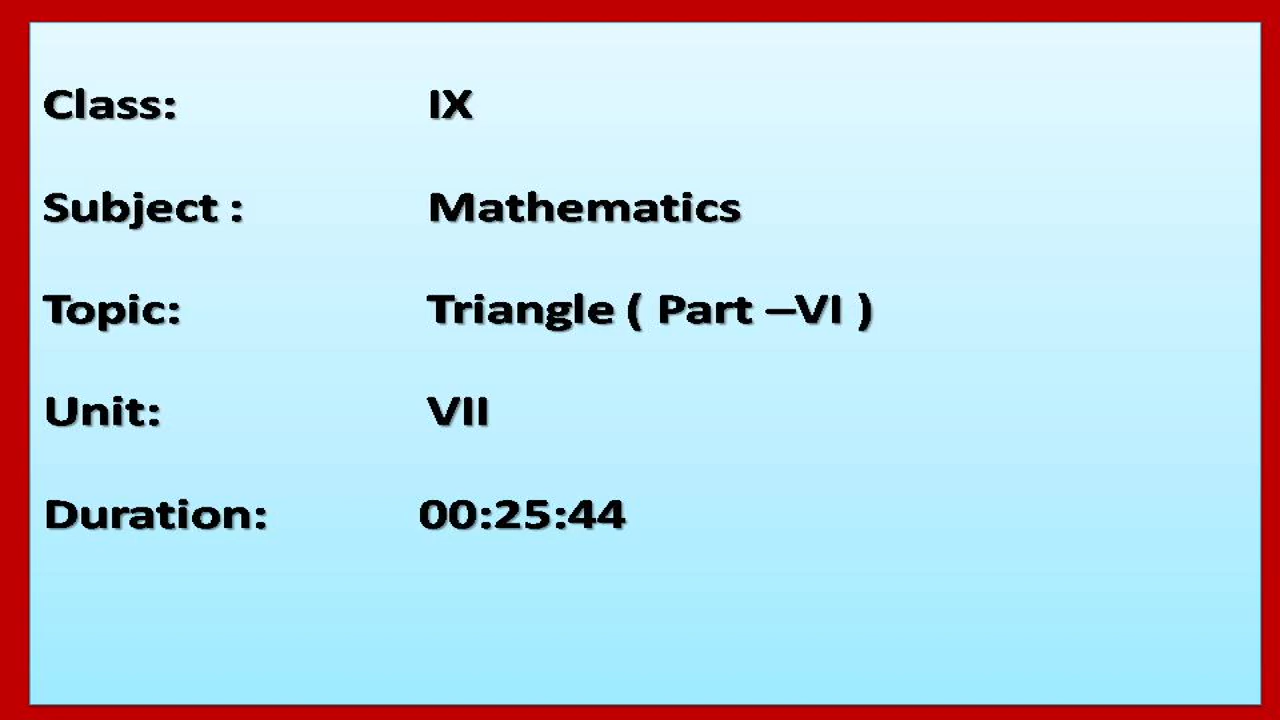 Class: IX
Subject : Mathematics
Topic: Triangle ( Part –VI )
Unit: VII
Duration: 00:25:44